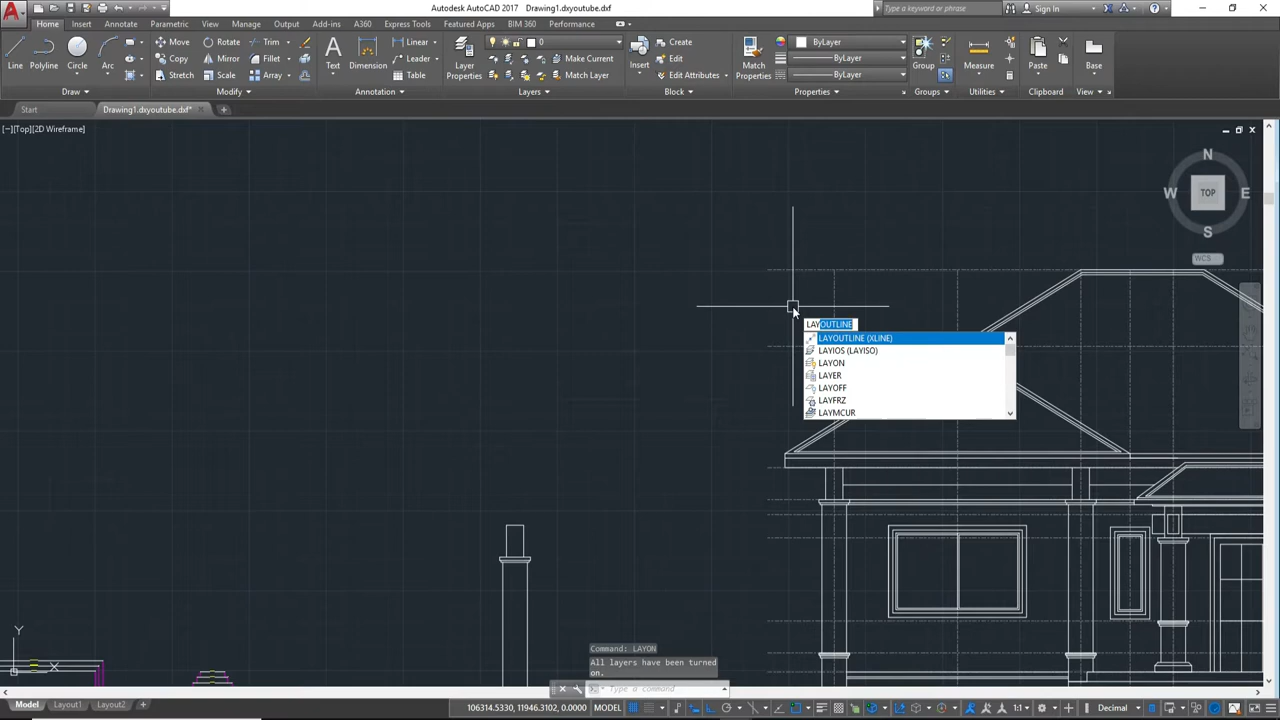 Autodesk AutoCAD 2017 Drawing1.dxyoutube.dxf
Type a keyword or phrase
Sign In
Home Insert Annotate Parametric View Manage Output Add-ins A360 Express Tools Featured Apps BIM 360 Performance
Move Rotate Trim
Linear
0
Create
ByLayer
Copy Mirror Fillet
Leader
Make Current
Edit
ByLayer
Line Polyline Circle Arc
Text Dimension
Layer Properties
Insert
Match Properties
Group
Measure
Paste
Base
Stretch Scale Array
Table
Match Layer
Edit Attributes
ByLayer
Draw Modify Annotation Layers Block Properties Groups Utilities Clipboard View
Start Drawing1.dxyoutube.dxf*
[−][Top][2D Wireframe]
N
W TOP E
S
WCS
LAYOUTLINE
LAYOUTLINE (XLINE)
LAYIOS (LAYISO)
LAYON
LAYER
LAYOFF
LAYFRZ
LAYMCUR
Y
X
Command: LAYON
All layers have been turned
on.
Type a command
Model Layout1 Layout2
106314.5330, 11946.3102, 0.0000 MODEL
1:1
Decimal